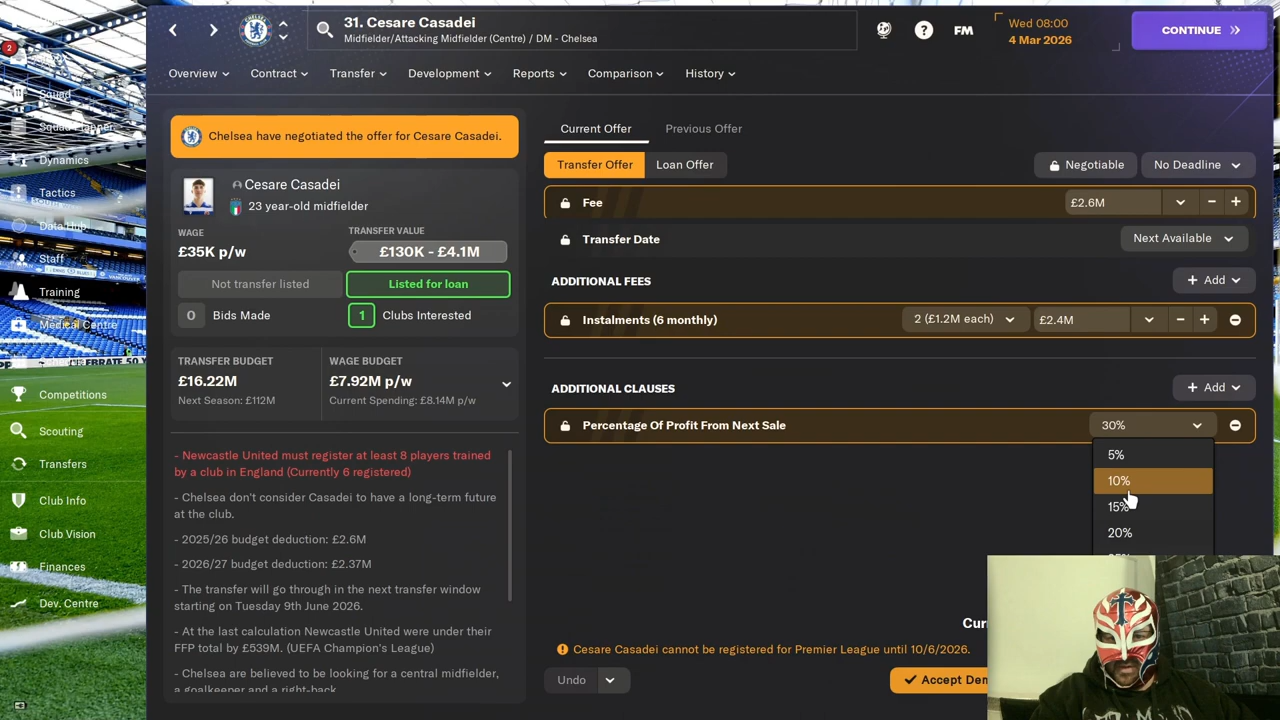 31. Cesare Casadei
Midfielder/Attacking Midfielder (Centre) / DM - Chelsea
FM
Wed 08:00
4 Mar 2026
CONTINUE
Overview
Contract
Transfer
Development
Reports
Comparison
History
2
Squad
Squad Planner
Dynamics
Tactics
Data Hub
Staff
Training
Medical Centre
Competitions
Scouting
Transfers
Club Info
Club Vision
Finances
Dev. Centre
Chelsea have negotiated the offer for Cesare Casadei.
Cesare Casadei
23 year-old midfielder
WAGE
£35K p/w
TRANSFER VALUE
£130K - £4.1M
Not transfer listed
Listed for loan
0 Bids Made
1 Clubs Interested
TRANSFER BUDGET
£16.22M
Next Season: £112M
WAGE BUDGET
£7.92M p/w
Current Spending: £8.14M p/w
- Newcastle United must register at least 8 players trained
by a club in England (Currently 6 registered)
- Chelsea don't consider Casadei to have a long-term future
at the club.
- 2025/26 budget deduction: £2.6M
- 2026/27 budget deduction: £2.37M
- The transfer will go through in the next transfer window
starting on Tuesday 9th June 2026.
- At the last calculation Newcastle United were under their
FFP total by £539M. (UEFA Champion's League)
- Chelsea are believed to be looking for a central midfielder,
a goalkeeper and a right-back.
Current Offer
Previous Offer
Transfer Offer
Loan Offer
Negotiable
No Deadline
Fee
£2.6M
Transfer Date
Next Available
ADDITIONAL FEES
+ Add
Instalments (6 monthly)
2 (£1.2M each)
£2.4M
ADDITIONAL CLAUSES
+ Add
Percentage Of Profit From Next Sale
30%
5%
10%
15%
20%
Cesare Casadei cannot be registered for Premier League until 10/6/2026.
Undo
Accept